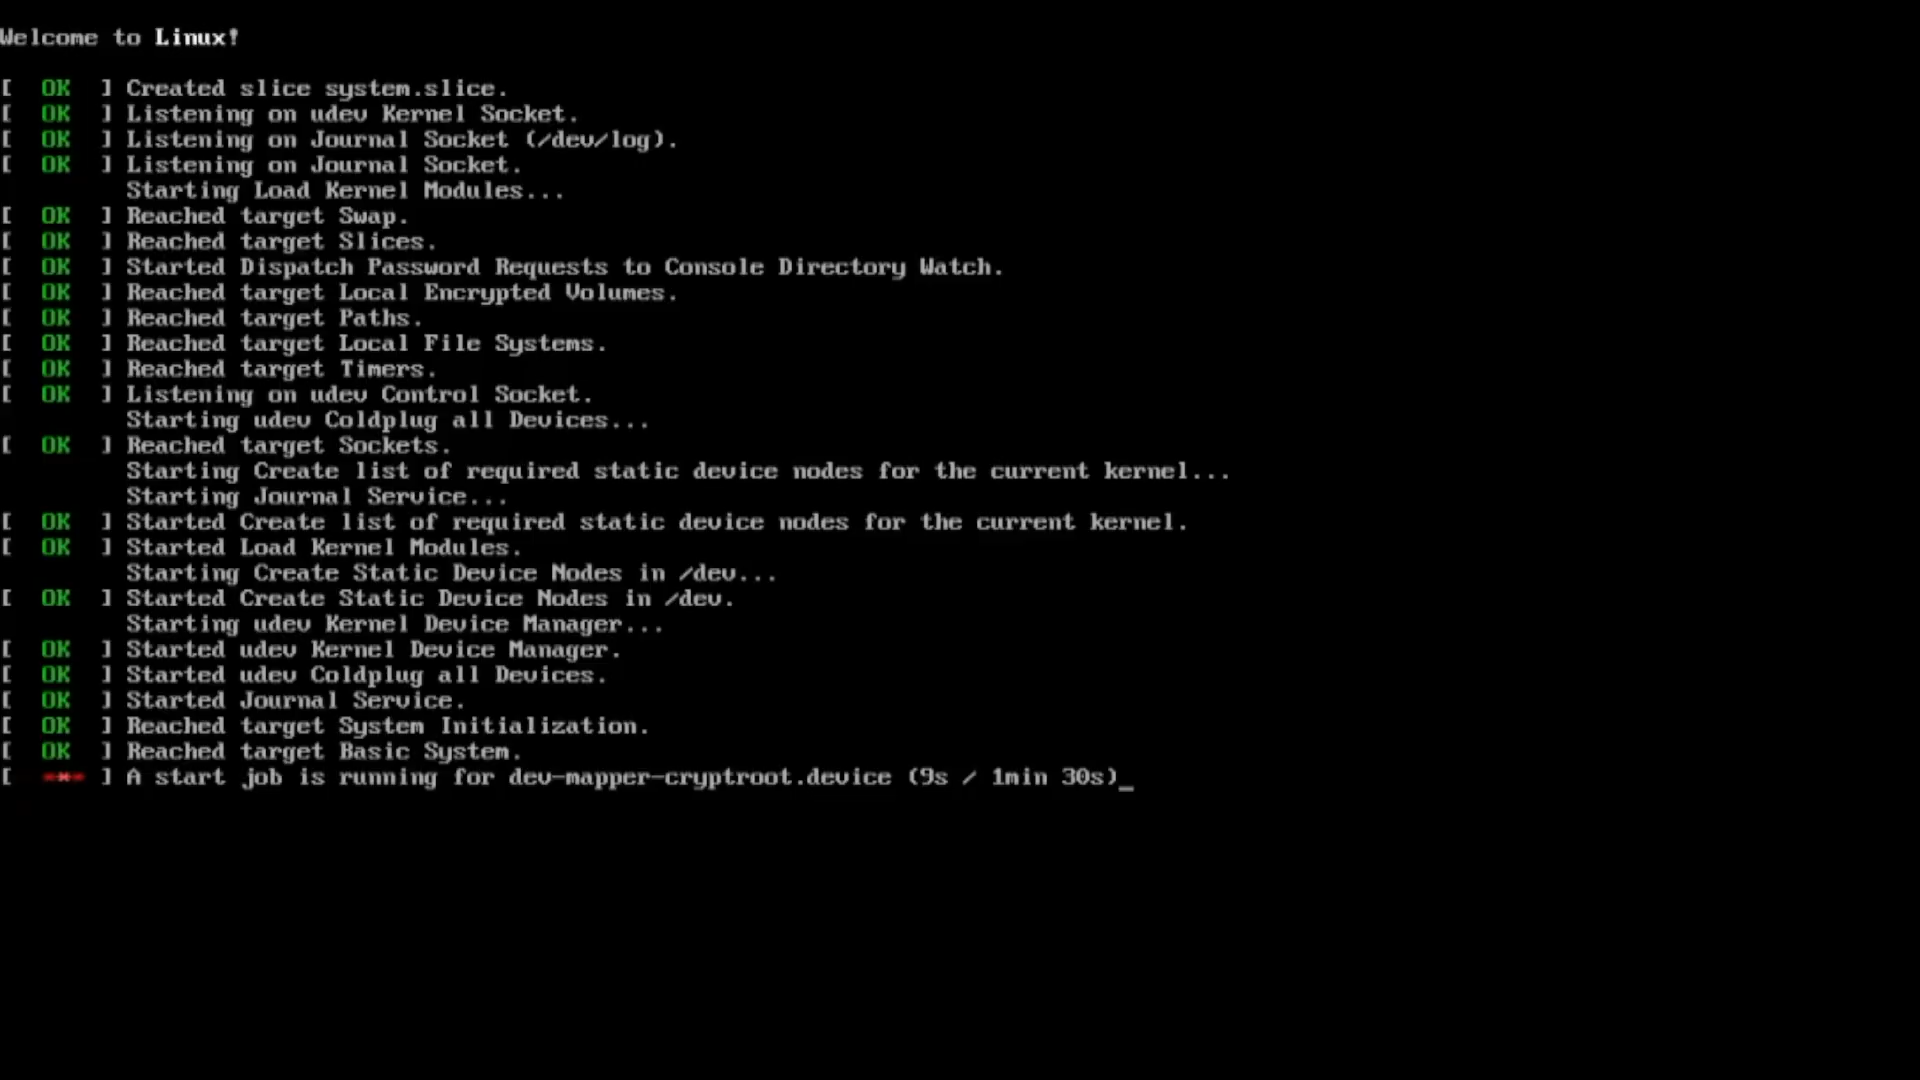 Welcome to Linux!
[  OK  ] Created slice system.slice.
[  OK  ] Listening on udev Kernel Socket.
[  OK  ] Listening on Journal Socket (/dev/log).
[  OK  ] Listening on Journal Socket.
         Starting Load Kernel Modules...
[  OK  ] Reached target Swap.
[  OK  ] Reached target Slices.
[  OK  ] Started Dispatch Password Requests to Console Directory Watch.
[  OK  ] Reached target Local Encrypted Volumes.
[  OK  ] Reached target Paths.
[  OK  ] Reached target Local File Systems.
[  OK  ] Reached target Timers.
[  OK  ] Listening on udev Control Socket.
         Starting udev Coldplug all Devices...
[  OK  ] Reached target Sockets.
         Starting Create list of required static device nodes for the current kernel...
         Starting Journal Service...
[  OK  ] Started Create list of required static device nodes for the current kernel.
[  OK  ] Started Load Kernel Modules.
         Starting Create Static Device Nodes in /dev...
[  OK  ] Started Create Static Device Nodes in /dev.
         Starting udev Kernel Device Manager...
[  OK  ] Started udev Kernel Device Manager.
[  OK  ] Started udev Coldplug all Devices.
[  OK  ] Started Journal Service.
[  OK  ] Reached target System Initialization.
[  OK  ] Reached target Basic System.
[  *** ] A start job is running for dev-mapper-cryptroot.device (9s / 1min 30s)_